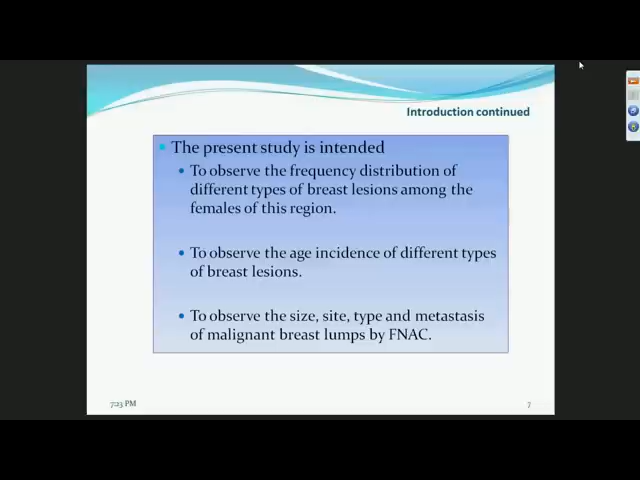 Introduction continued
The present study is intended
To observe the frequency distribution of
different types of breast lesions among the
females of this region.
To observe the age incidence of different types
of breast lesions.
To observe the size, site, type and metastasis
of malignant breast lumps by FNAC.
7:23 PM
7